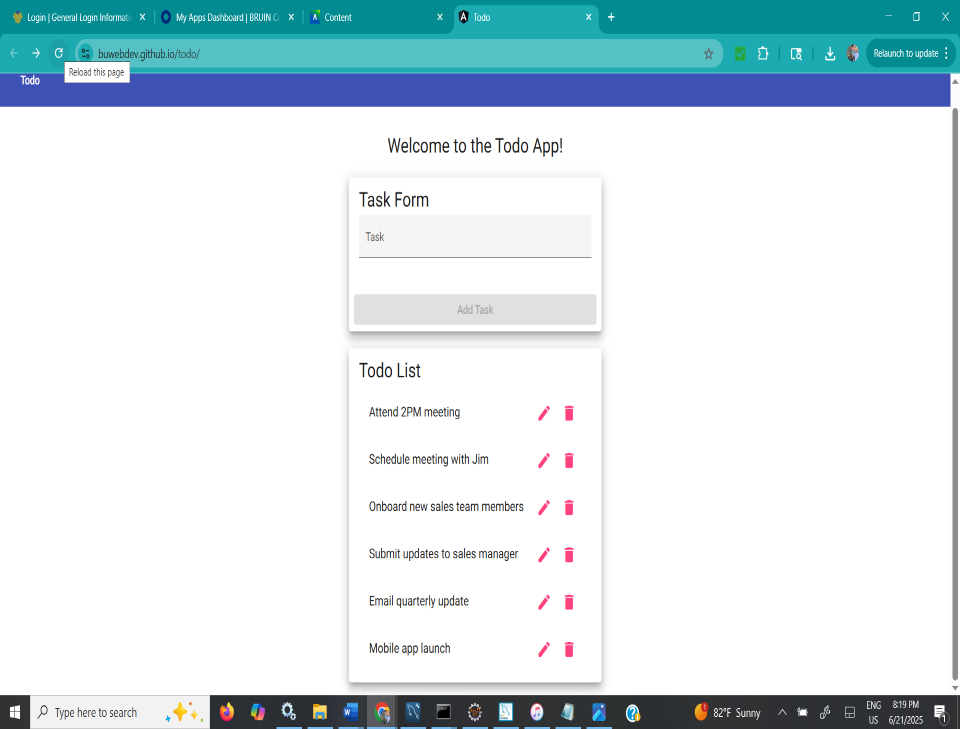 Login | General Login Informati
My Apps Dashboard | BRUIN C
Content
Todo
buwebdev.github.io/todo/
Relaunch to update
Reload this page
Todo
Welcome to the Todo App!
Task Form
Task
Add Task
Todo List
Attend 2PM meeting
Schedule meeting with Jim
Onboard new sales team members
Submit updates to sales manager
Email quarterly update
Mobile app launch
Type here to search
82°F Sunny
ENG
US
8:19 PM
6/21/2025
1